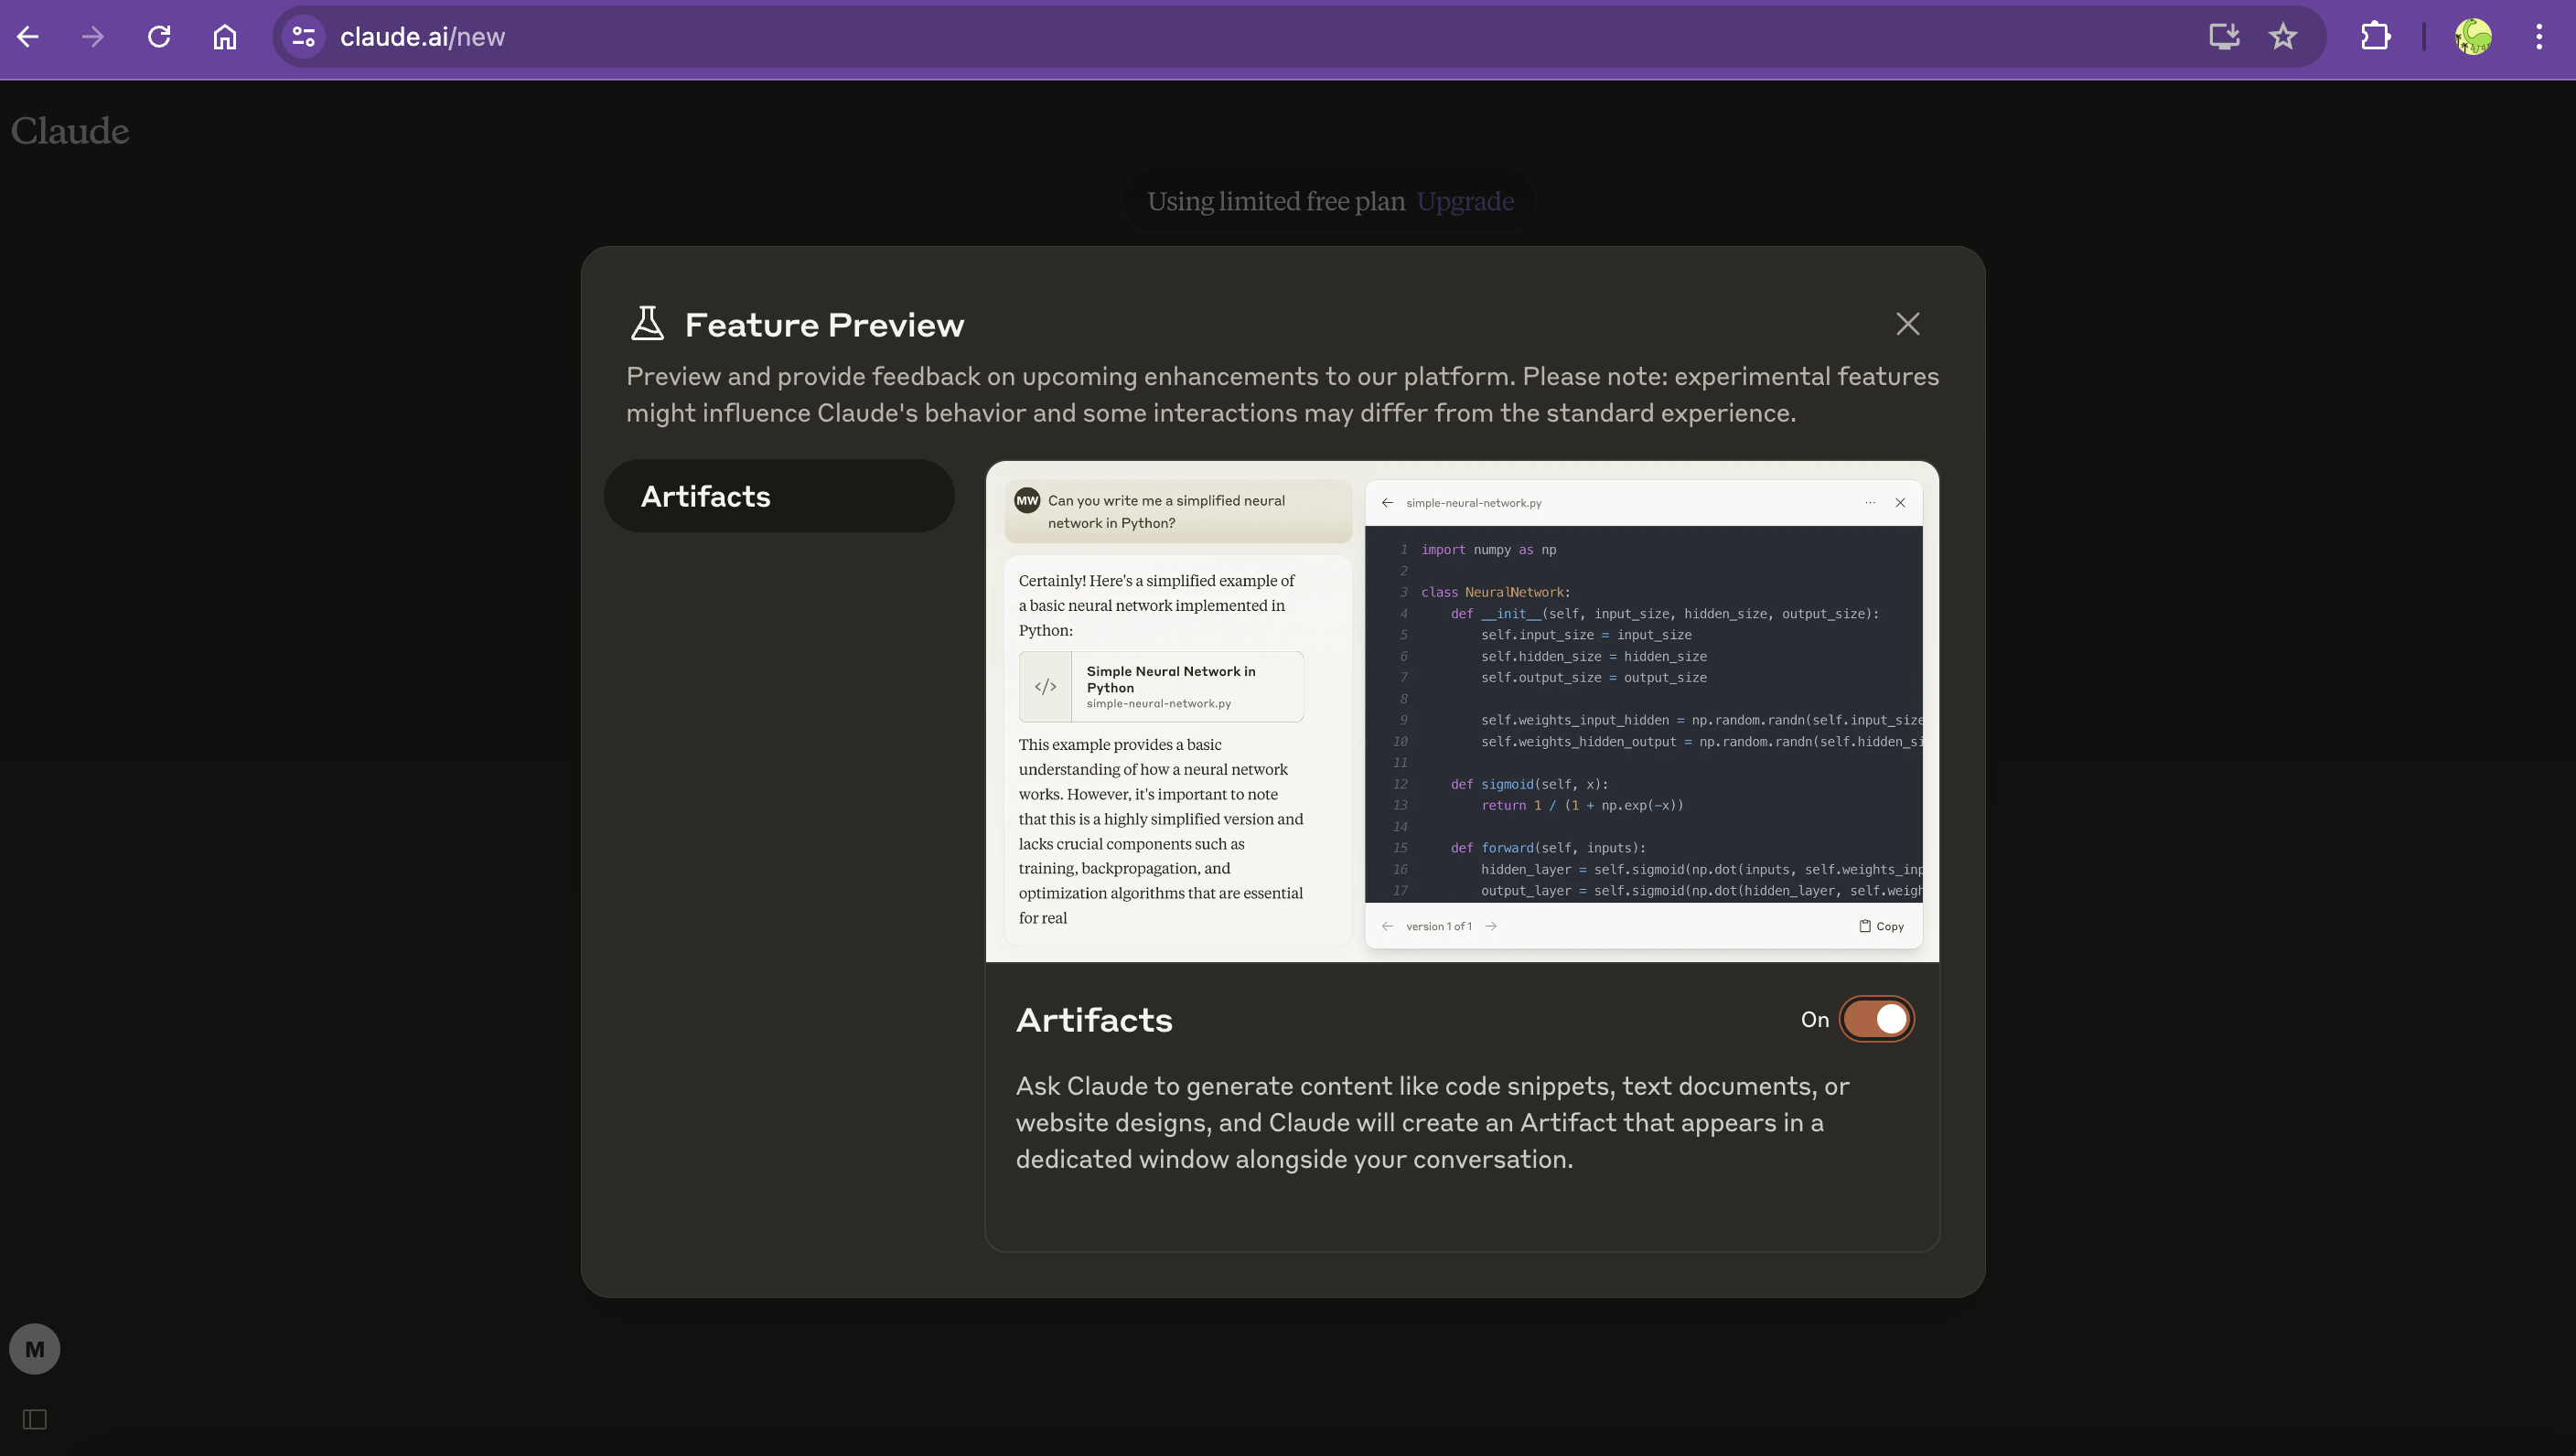 claude.ai/new
Claude
Using limited free plan Upgrade
Feature Preview
Preview and provide feedback on upcoming enhancements to our platform. Please note: experimental features
might influence Claude's behavior and some interactions may differ from the standard experience.
Artifacts
MW Can you write me a simplified neural
network in Python?
Certainly! Here's a simplified example of
a basic neural network implemented in
Python:
</> Simple Neural Network in
Python
simple-neural-network.py
This example provides a basic
understanding of how a neural network
works. However, it's important to note
that this is a highly simplified version and
lacks crucial components such as
training, backpropagation, and
optimization algorithms that are essential
for real
simple-neural-network.py
1 import numpy as np
2
3 class NeuralNetwork:
4 def __init__(self, input_size, hidden_size, output_size):
5 self.input_size = input_size
6 self.hidden_size = hidden_size
7 self.output_size = output_size
8
9 self.weights_input_hidden = np.random.randn(self.input_size
10 self.weights_hidden_output = np.random.randn(self.hidden_si
11
12 def sigmoid(self, x):
13 return 1 / (1 + np.exp(-x))
14
15 def forward(self, inputs):
16 hidden_layer = self.sigmoid(np.dot(inputs, self.weights_inp
17 output_layer = self.sigmoid(np.dot(hidden_layer, self.weigh
version 1 of 1
Copy
Artifacts
On
Ask Claude to generate content like code snippets, text documents, or
website designs, and Claude will create an Artifact that appears in a
dedicated window alongside your conversation.
M